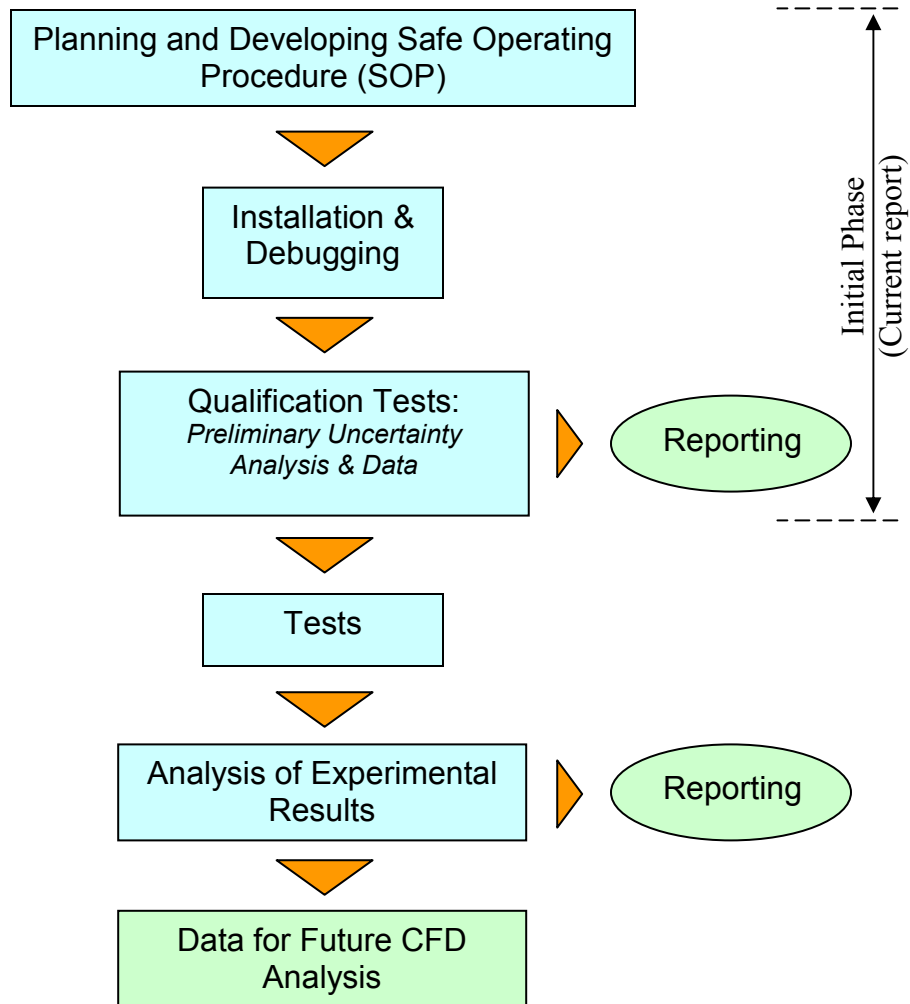 Planning and Developing Safe Operating
Procedure (SOP)
Installation &
Debugging
Initial Phase
(Current report)
Qualification Tests:
Preliminary Uncertainty
Analysis & Data
Reporting
Tests
Analysis of Experimental
Results
Reporting
Data for Future CFD
Analysis